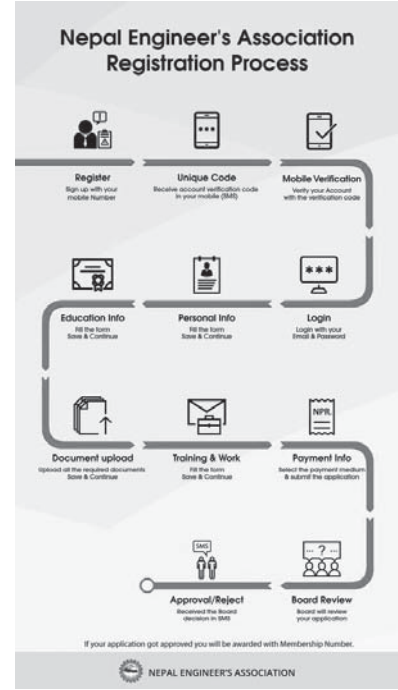 Nepal Engineer's Association
Registration Process
Register
Sign up with your
mobile Number
Unique Code
Receive account verification code
in your mobile (SMS)
Mobile Verification
Verify your Account
with the verification code
***
Login
Login with your
Email & Password
Personal Info
Fill the form
Save & Continue
Education Info
Fill the form
Save & Continue
Document upload
Upload all the required documents
Save & Continue
Training & Work
Fill the form
Save & Continue
NPR.
Payment Info
Select the payment medium
& submit the application
... ? ...
Board Review
Board will review
your application
SMS
Approval/Reject
Received the Board
decision in SMS
If your application got approved you will be awarded with Membership Number.
NEPAL ENGINEER'S ASSOCIATION